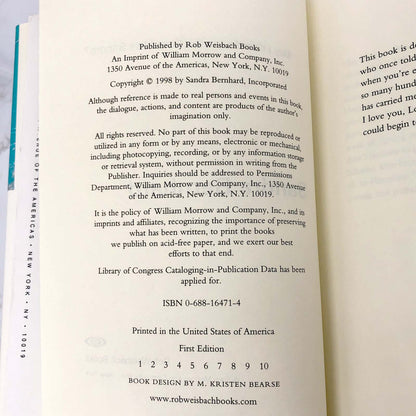 Published by Rob Weisbach Books
An Imprint of William Morrow and Company, Inc.
1350 Avenue of the Americas, New York, N.Y. 10019
Copyright © 1998 by Sandra Bernhard, Incorporated
Although reference is made to real persons and events in this book,
the dialogue, actions, and content are products of the author's
imagination only.
All rights reserved. No part of this book may be reproduced or
utilized in any form or by any means, electronic or mechanical,
including photocopying, recording, or by any information storage
or retrieval system, without permission in writing from the
Publisher. Inquiries should be addressed to Permissions
Department, William Morrow and Company, Inc., 1350 Avenue
of the Americas, New York, N.Y. 10019.
It is the policy of William Morrow and Company, Inc., and its
imprints and affiliates, recognizing the importance of preserving
what has been written, to print the books
we publish on acid-free paper, and we exert our best
efforts to that end.
Library of Congress Cataloging-in-Publication Data has been
applied for.
ISBN 0-688-16471-4
Printed in the United States of America
First Edition
1 2 3 4 5 6 7 8 9 10
BOOK DESIGN BY M. KRISTEN BEARSE
www.robweisbachbooks.com
This book is de
who once told
when you're e
so many hund
has carried me
I love you, Lo
could begin to
OF THE AMERICAS • NEW YORK • NY • 10019